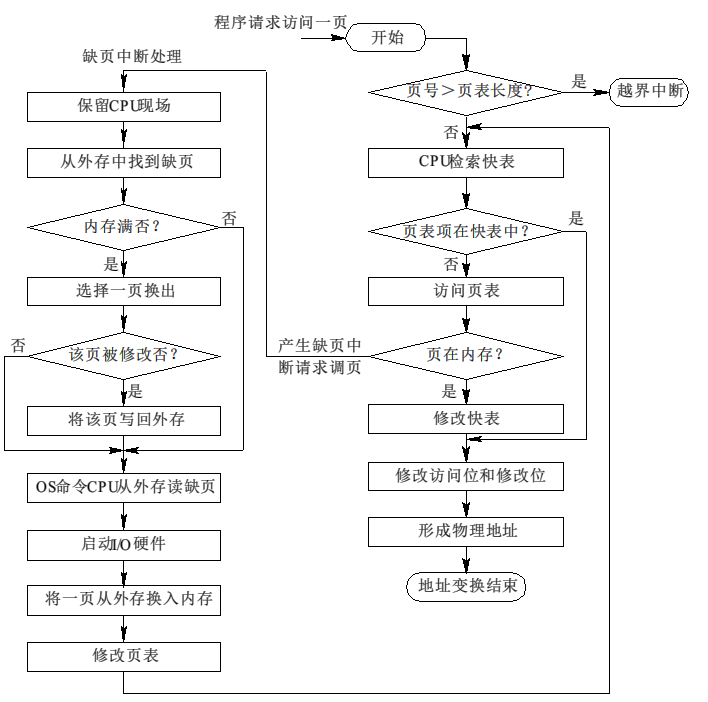 程序请求访问一页
开始
缺页中断处理
保留CPU现场
页号＞页表长度？
是
越界中断
否
从外存中找到缺页
CPU检索快表
内存满否？
否
页表项在快表中？
是
是
否
选择一页换出
访问页表
否
该页被修改否？
产生缺页中
断请求调页
页在内存？
是
是
将该页写回外存
修改快表
OS命令CPU从外存读缺页
修改访问位和修改位
启动I/O硬件
形成物理地址
将一页从外存换入内存
地址变换结束
修改页表